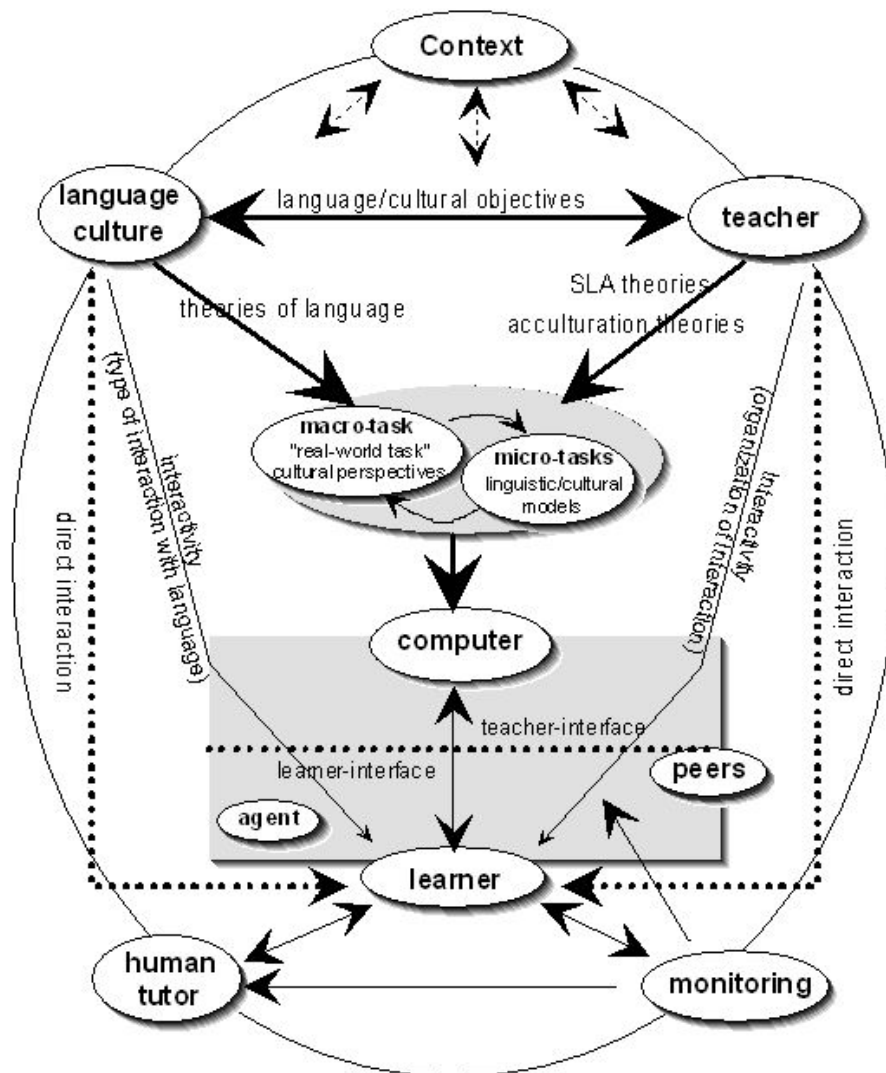 Context
language
culture
language/cultural objectives
teacher
theories of language
SLA theories
acculturation theories
macro-task
"real-world task"
cultural perspectives
micro-tasks
linguistic/cultural
models
direct interaction
interactivity
(type of interaction with language)
interactivity
(organization of interaction)
direct interaction
computer
teacher-interface
learner-interface
peers
agent
learner
human
tutor
monitoring